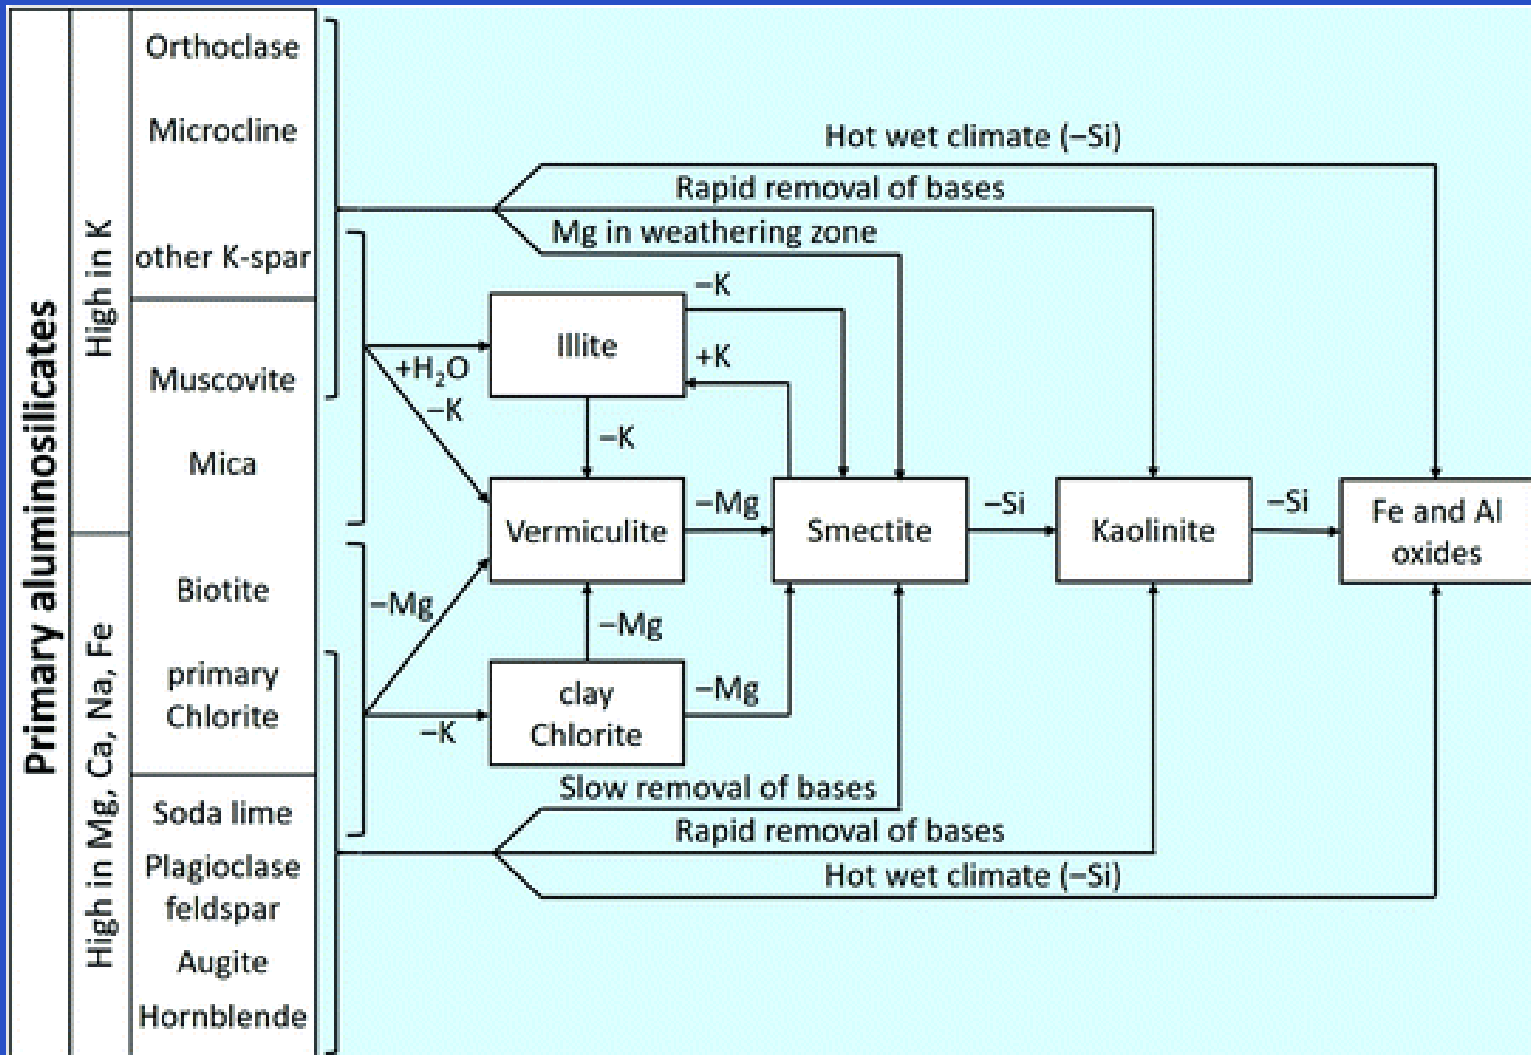 Primary aluminosilicates
High in K
High in Mg, Ca, Na, Fe
Orthoclase
Microcline
other K-spar
Muscovite
Mica
Biotite
primary
Chlorite
Soda lime
Plagioclase
feldspar
Augite
Hornblende
Hot wet climate (–Si)
Rapid removal of bases
Mg in weathering zone
–K
Illite
+K
+H₂O
–K
–K
Vermiculite
–Mg
Smectite
–Si
Kaolinite
–Si
Fe and Al
oxides
–Mg
–Mg
clay
Chlorite
–Mg
–K
Slow removal of bases
Rapid removal of bases
Hot wet climate (–Si)